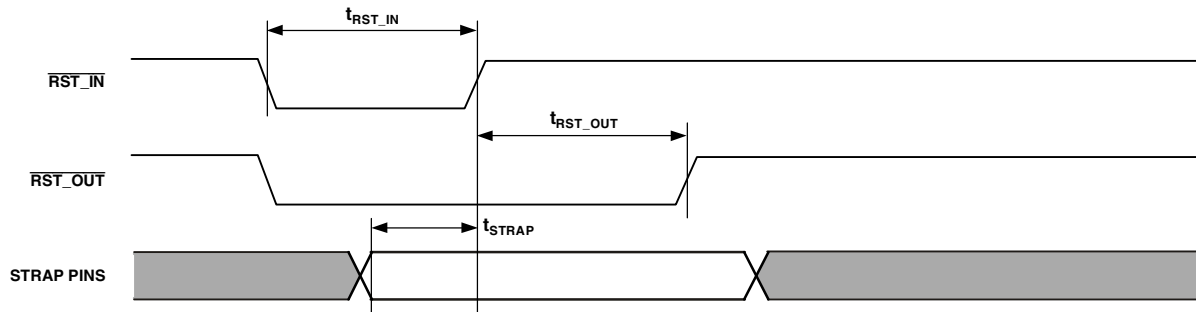 tRST_IN
RST_IN
tRST_OUT
RST_OUT
tSTRAP
STRAP PINS